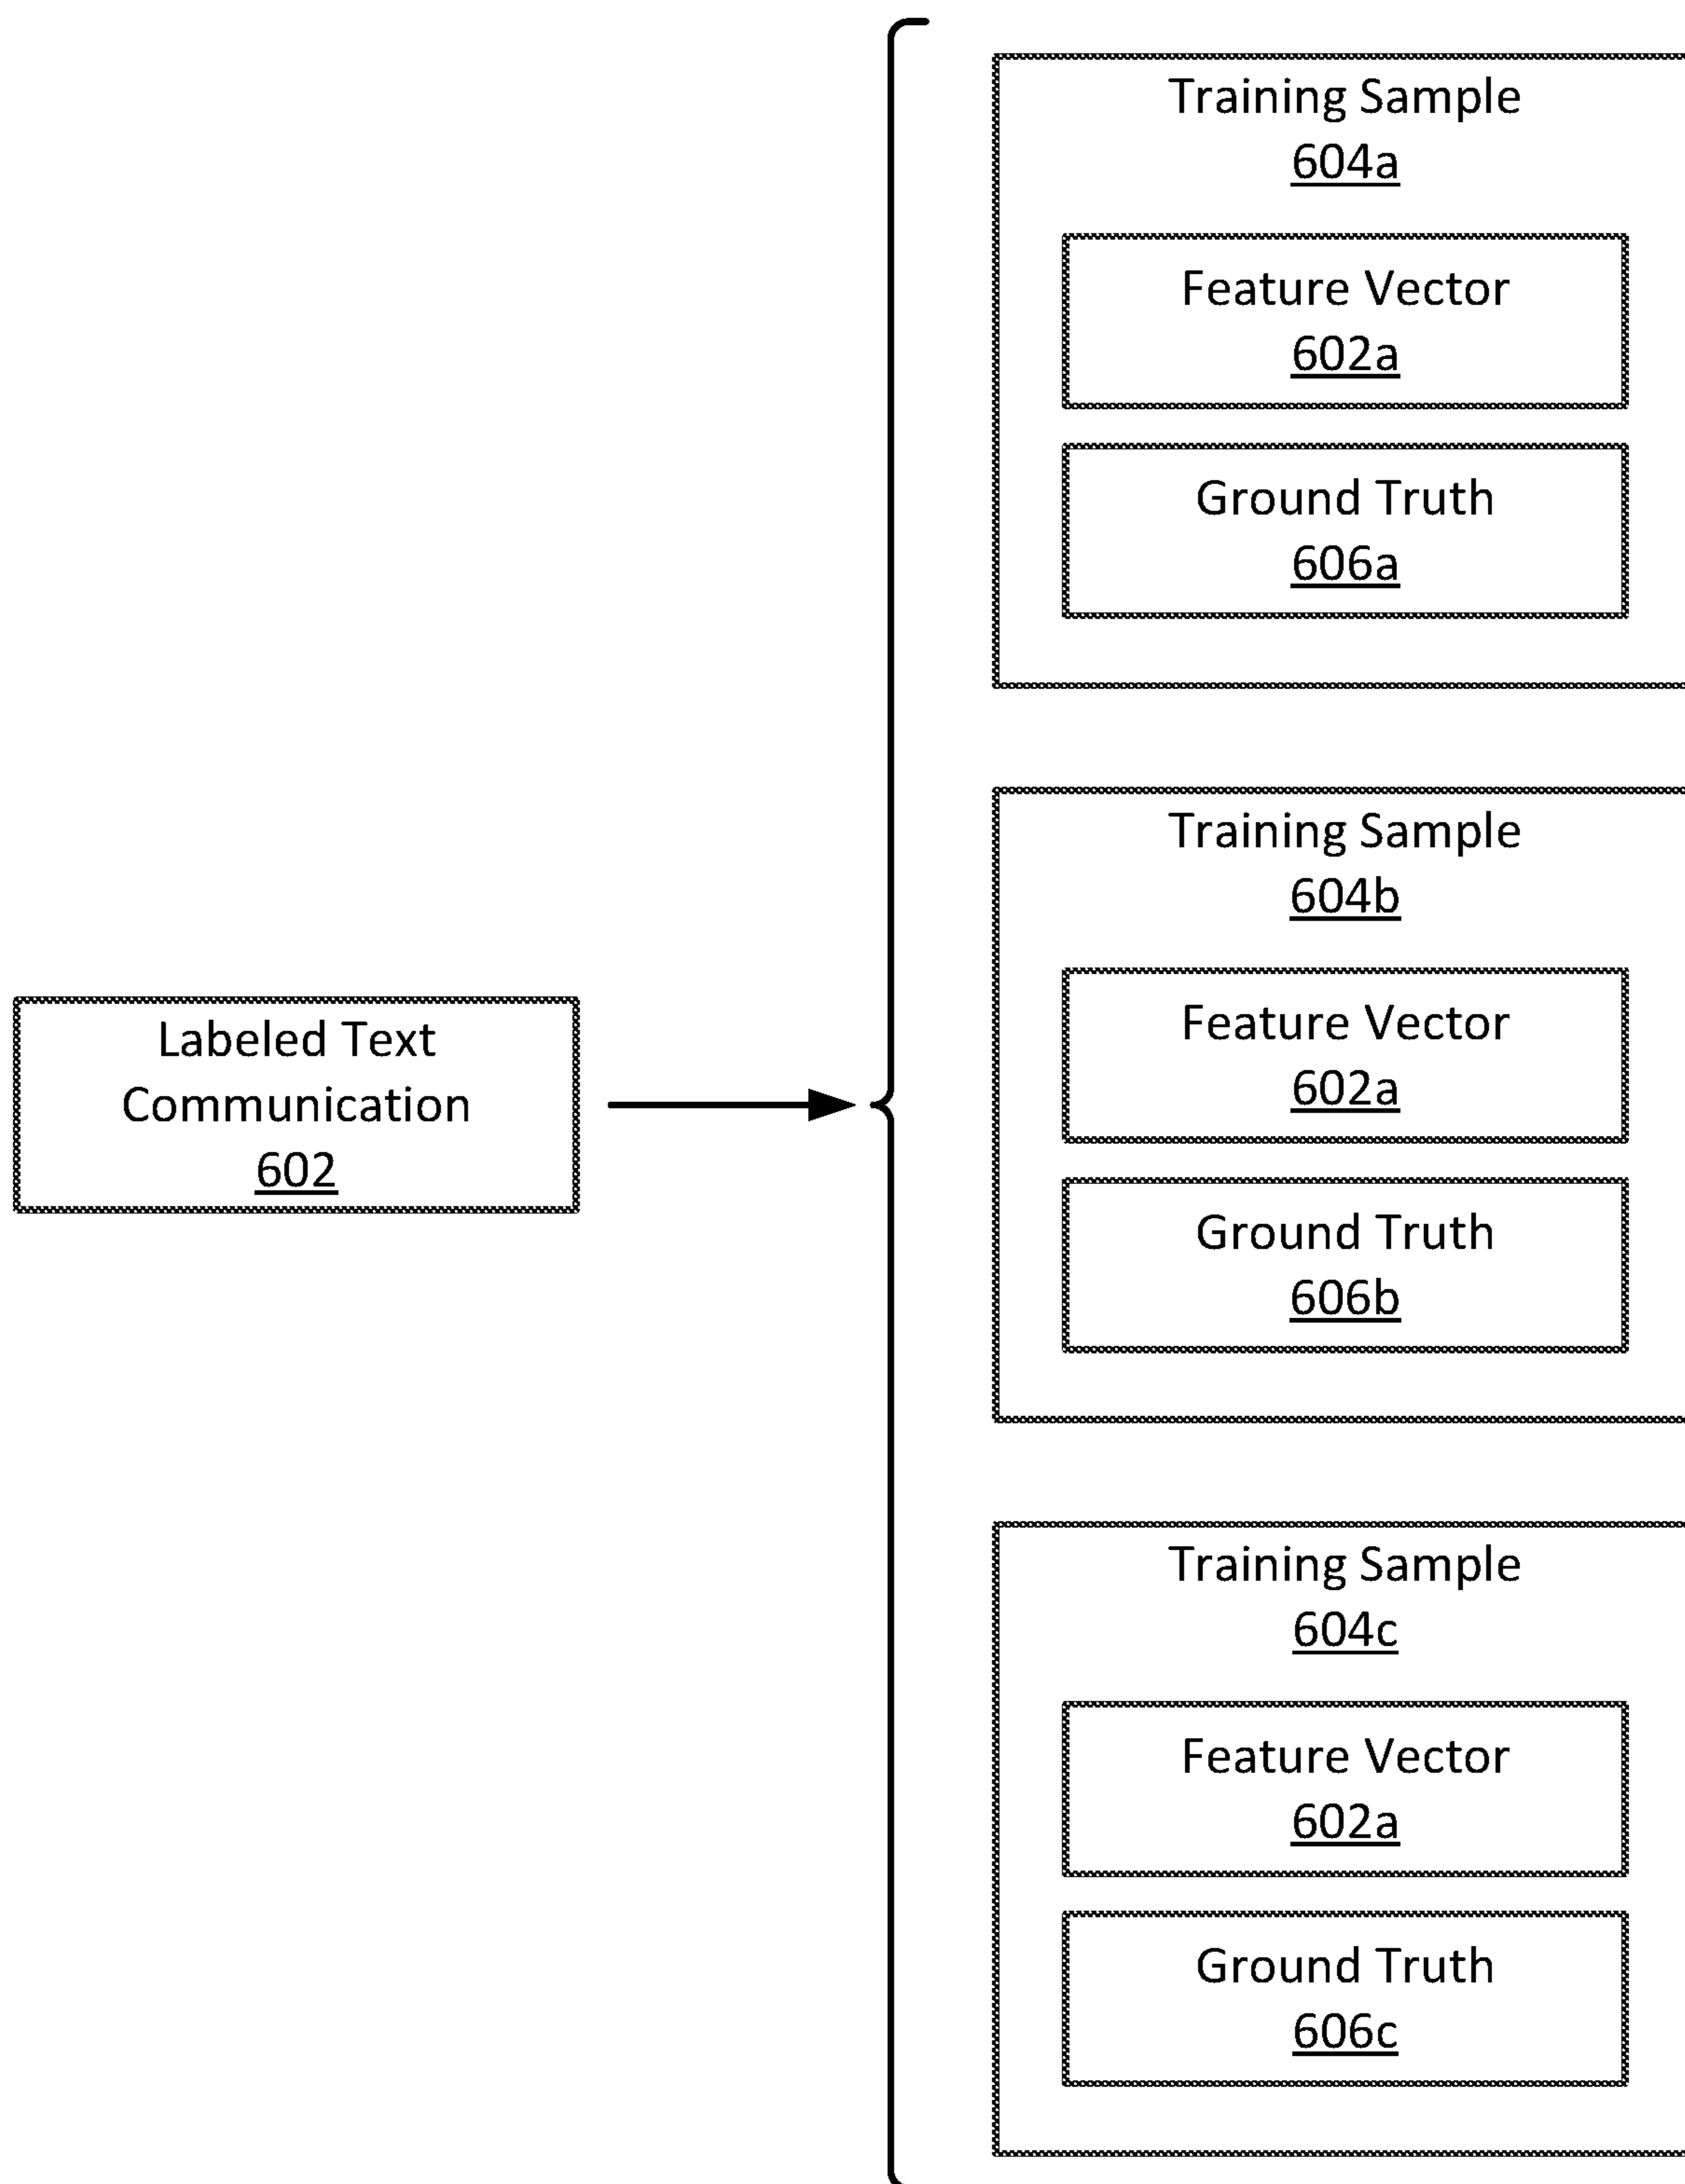 Training Sample
604a
Feature Vector
602a
Ground Truth
606a
Training Sample
604b
Feature Vector
602a
Ground Truth
606b
Labeled Text
Communication
602
Training Sample
604c
Feature Vector
602a
Ground Truth
606c